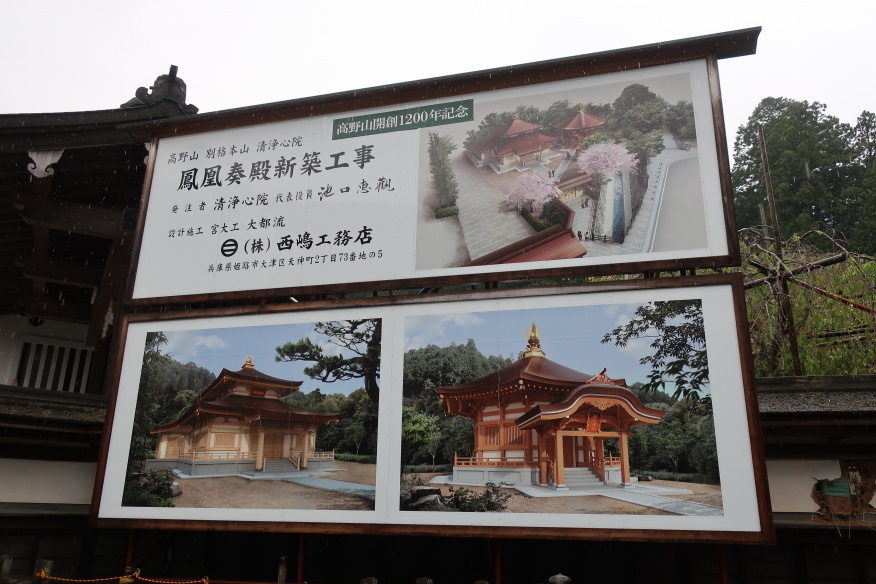 高野山開創1200年記念
高野山 別格本山 清浄心院
鳳凰奏殿新築工事
発注者 清浄心院 代表役員 池口恵觀
設計施工 宮大工 大都流
(株)西嶋工務店
兵庫県姫路市大津区天神町2丁目73番地の5